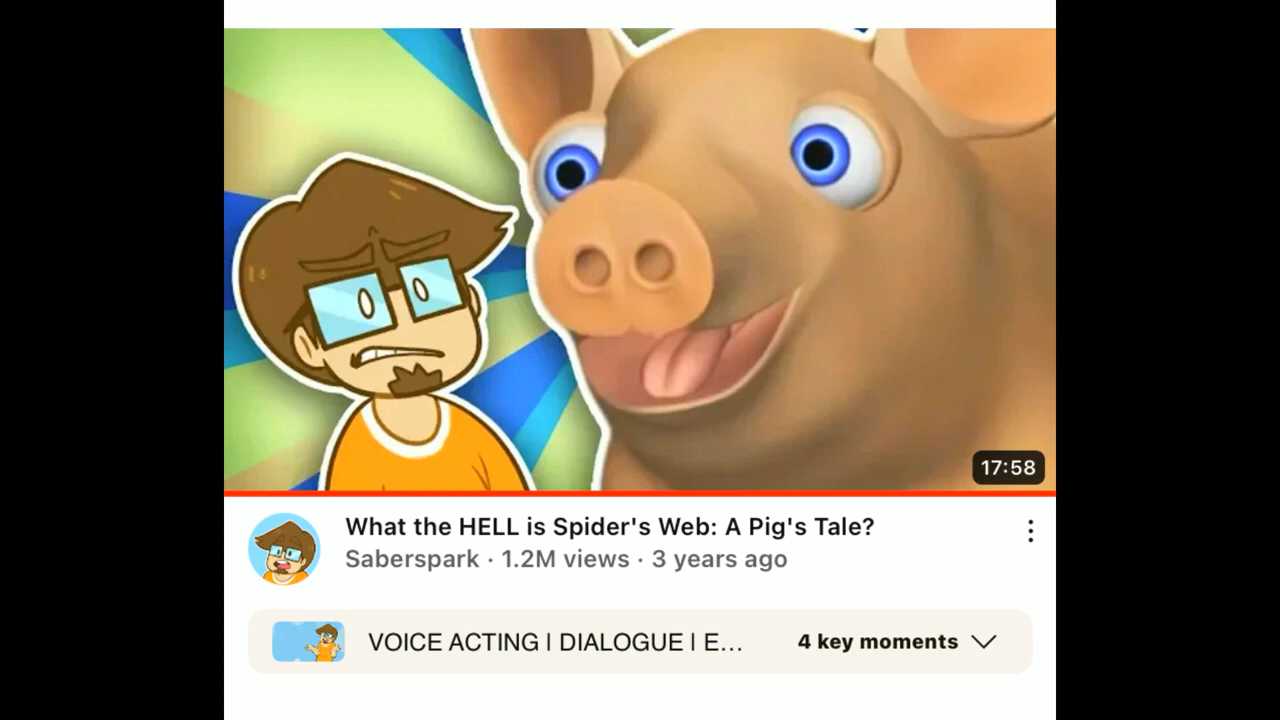 17:58
What the HELL is Spider's Web: A Pig's Tale?
Saberspark · 1.2M views · 3 years ago
VOICE ACTING | DIALOGUE | E... 4 key moments